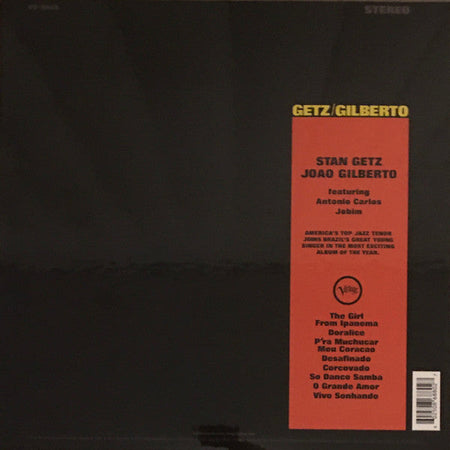 STEREO
GETZ/GILBERTO
STAN GETZ
JOAO GILBERTO
featuring
Antonio Carlos
Jobim
AMERICA'S TOP JAZZ TENOR
JOINS BRAZIL'S GREAT YOUNG
SINGER IN THE MOST EXCITING
ALBUM OF THE YEAR.
Verve
The Girl
From Ipanema
Doralice
P'ra Muchucar
Meu Coracao
Desafinado
Corcovado
So Danco Samba
O Grande Amor
Vivo Sonhando